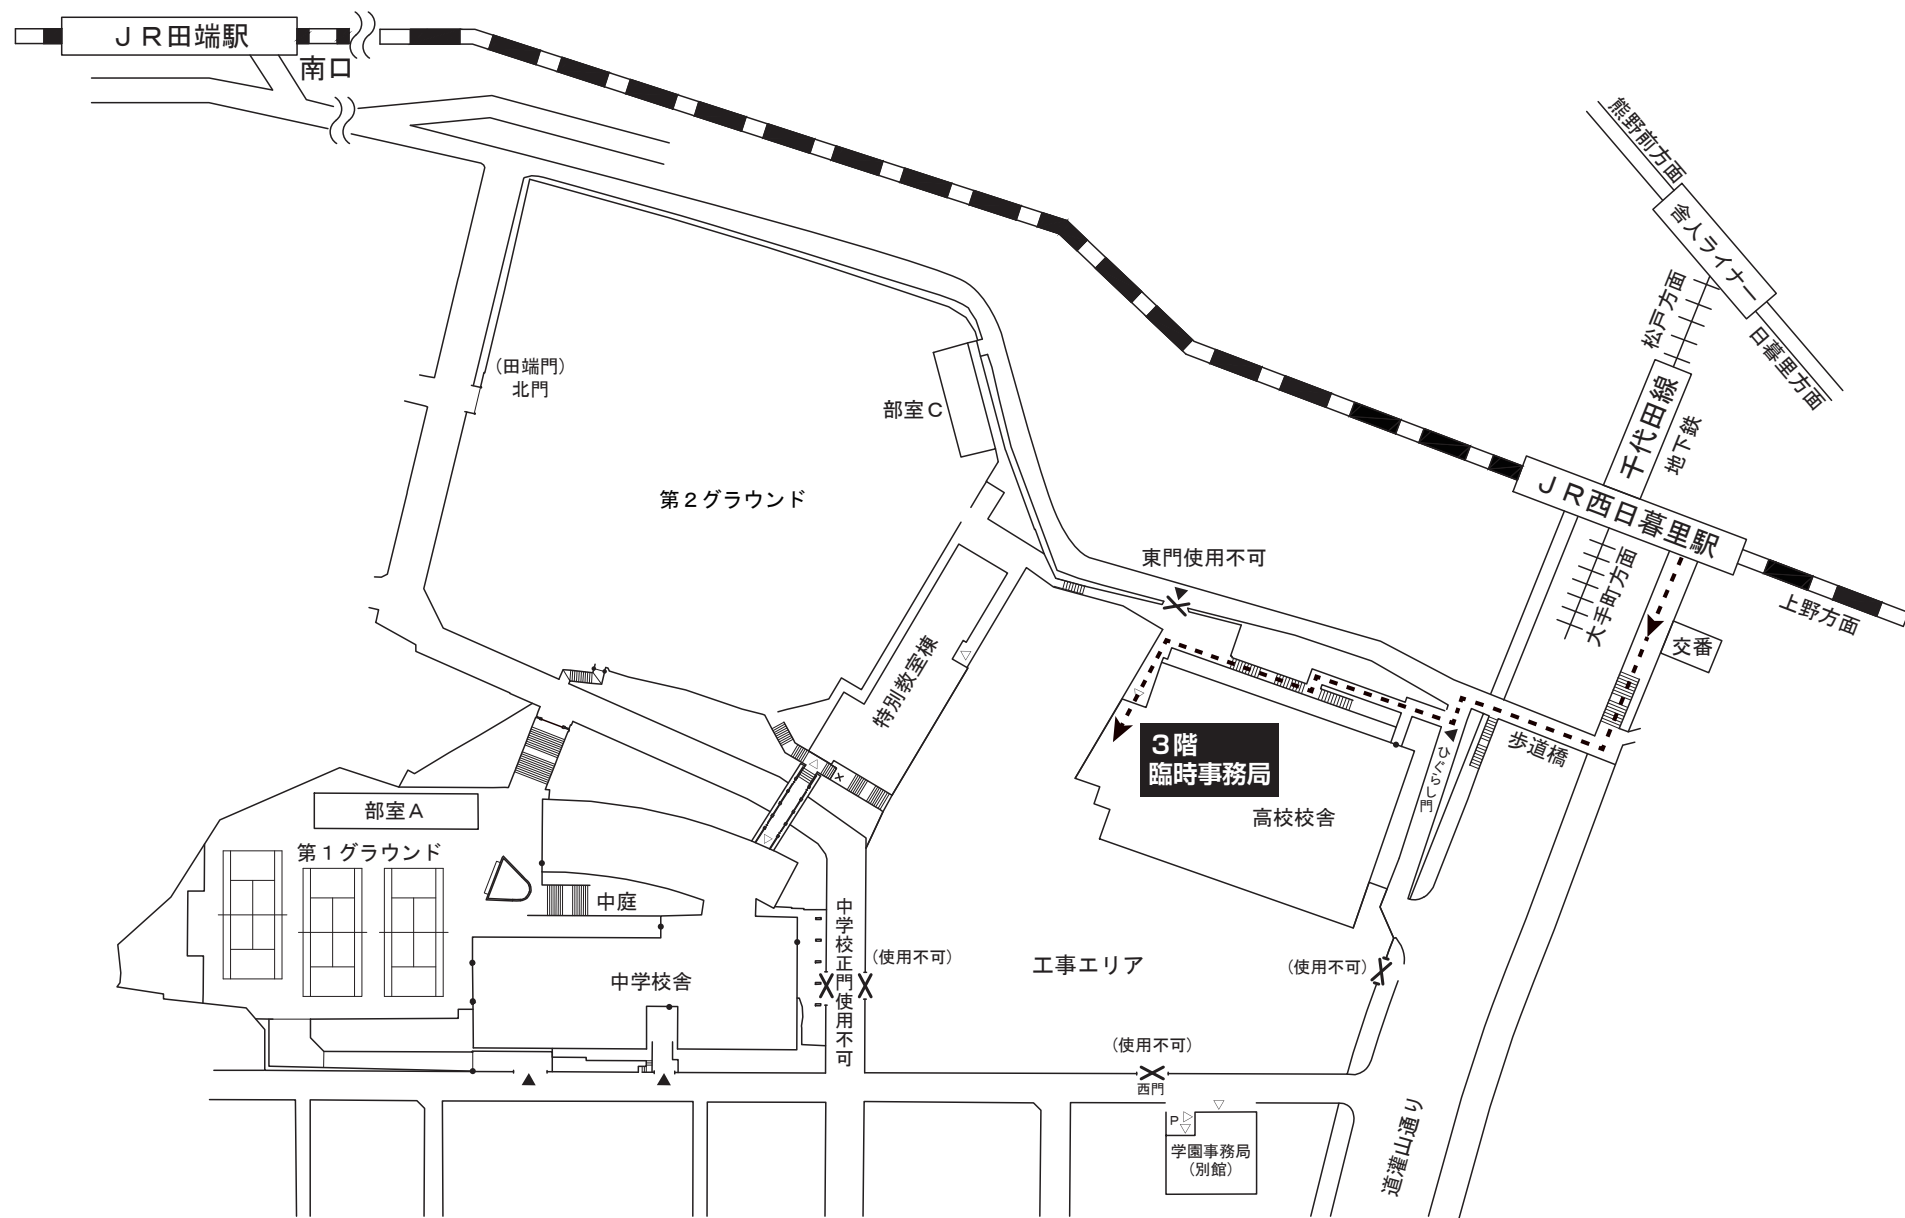 ＪＲ田端駅
南口
熊野前方面
舎人ライナー
日暮里方面
松戸方面
千代田線
地下鉄
ＪＲ西日暮里駅
大手町方面
上野方面
交番
(田端門)
北門
部室Ｃ
第２グラウンド
東門使用不可
特別教室棟
歩道橋
ひぐらし門
3階
臨時事務局
高校校舎
部室Ａ
第１グラウンド
中庭
中学校舎
中学校正門使用不可
(使用不可)
工事エリア
(使用不可)
(使用不可)
西門
P
学園事務局
(別館)
道灌山通り